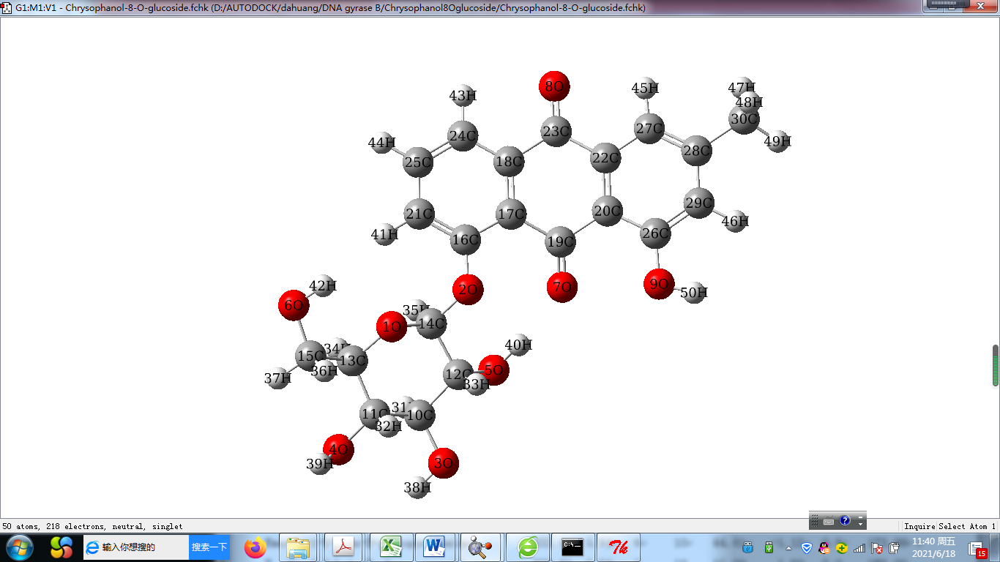 G1:M1:V1 - Chrysophanol-8-O-glucoside.fchk (D:/AUTODOCK/dahuang/DNA gyrase B/Chrysophanol8Oglucoside/Chrysophanol-8-O-glucoside.fchk)
8O
43H
45H
47H
48H
30C
23C
27C
24C
44H
49H
28C
25C
18C
22C
29C
21C
17C
20C
46H
41H
16C
19C
26C
42H
2O
7O
9O
50H
6O
35H
1O
14C
40H
34H
15C
13C
36H
5O
12C
37H
33H
11C
10C
32H
4O
39H
3O
38H
50 atoms, 218 electrons, neutral, singlet
Inquire
Select Atom 1
输入你想搜的
搜索一下
C:\_
Tk
11:40 周五
2021/6/18
15